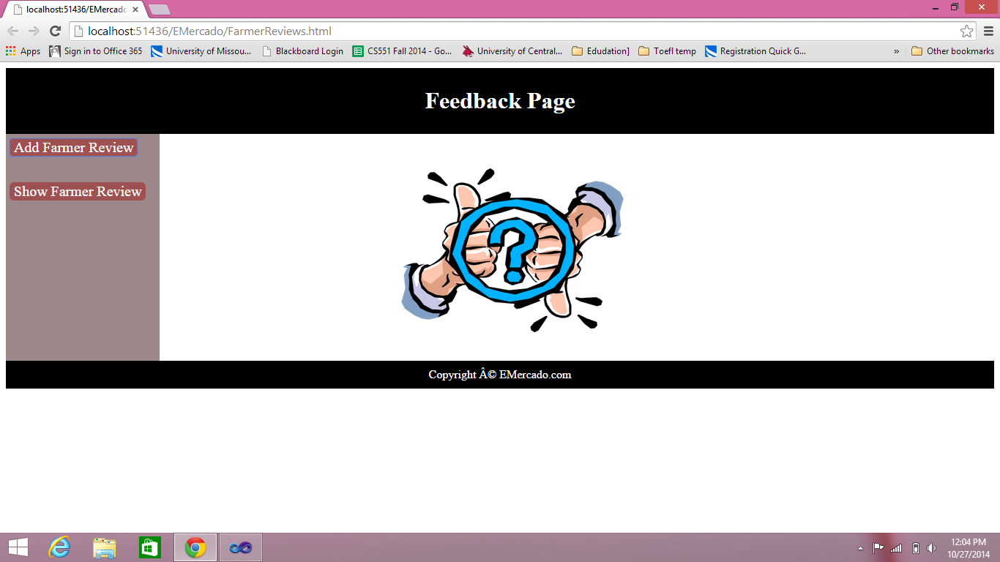 localhost:51436/EMercado
localhost:51436/EMercado/FarmerReviews.html
Apps Sign in to Office 365 University of Missou... Blackboard Login CS551 Fall 2014 - Go... University of Central... Edudation] Toefl temp Registration Quick G... » Other bookmarks
Feedback Page
Add Farmer Review
Show Farmer Review
?
Copyright Â© EMercado.com
12:04 PM
10/27/2014